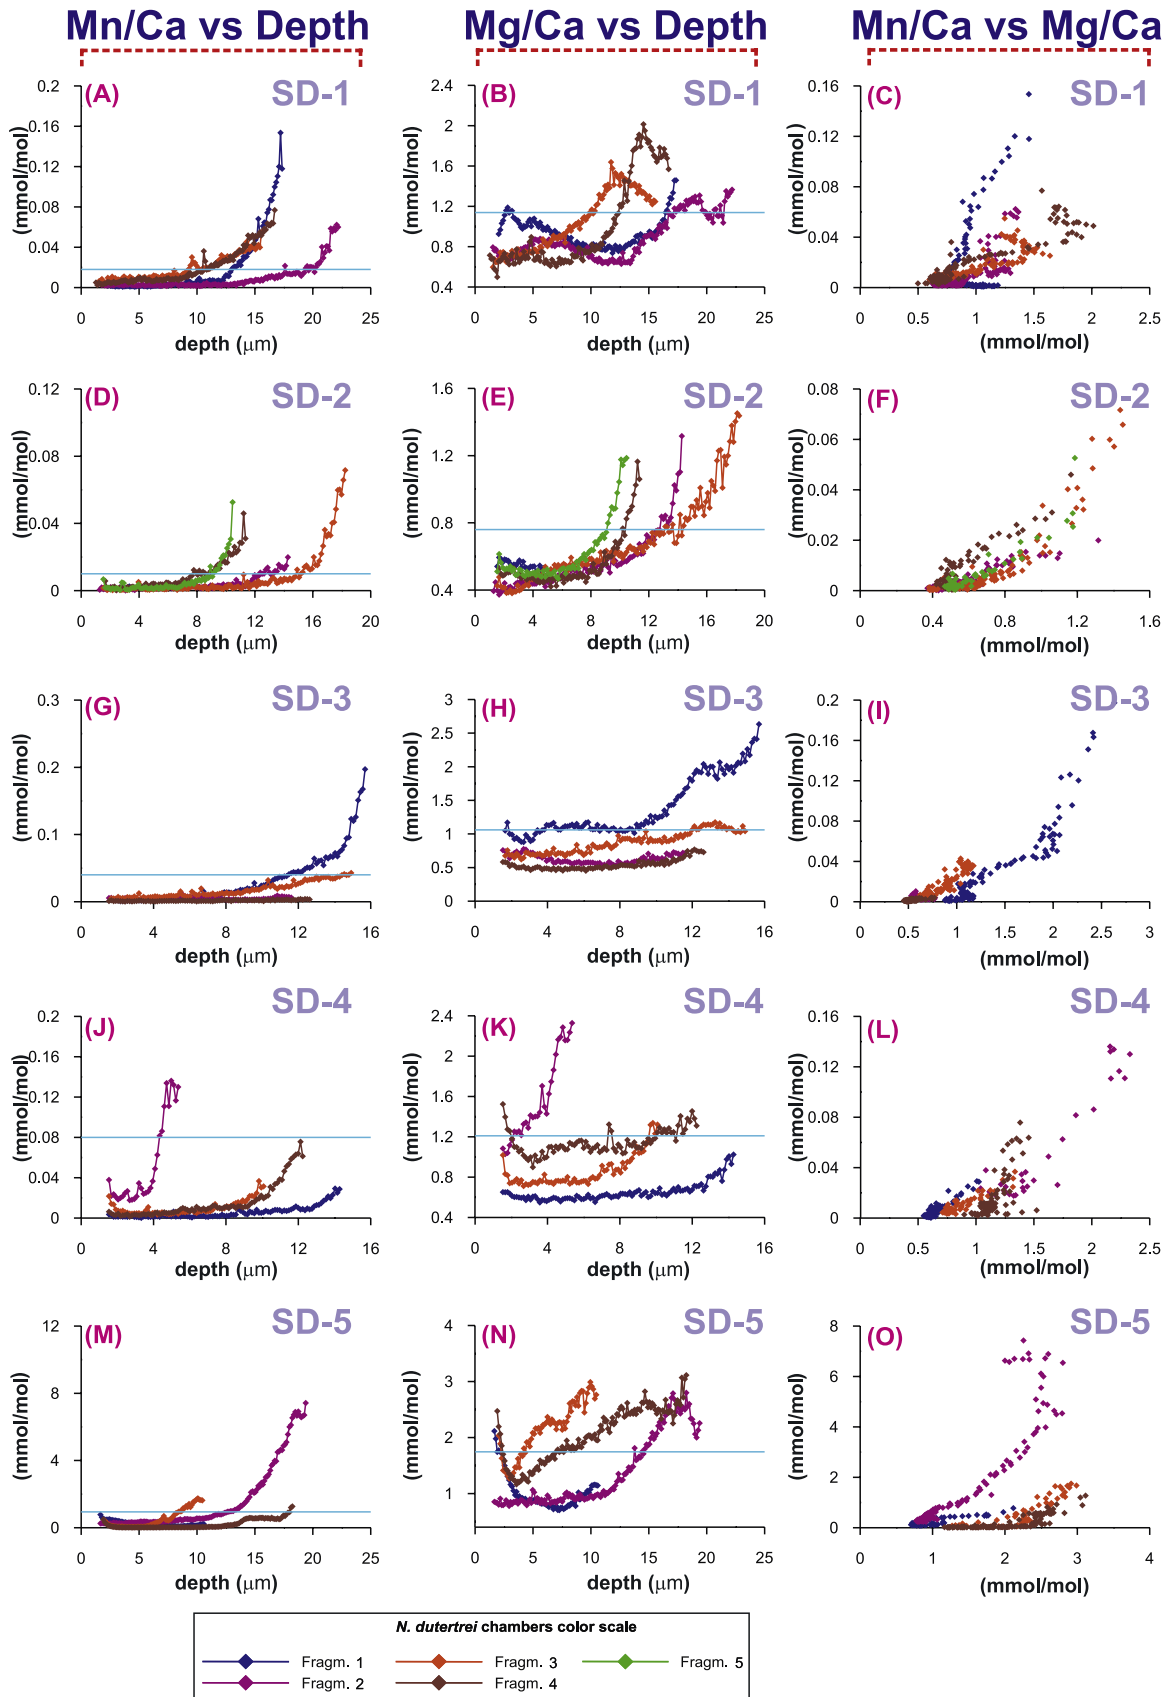 Mn/Ca vs Depth
Mg/Ca vs Depth
Mn/Ca vs Mg/Ca
(A) SD-1
(mmol/mol)
0.2
0.16
0.12
0.08
0.04
0
0 5 10 15 20 25
depth (µm)
(B) SD-1
(mmol/mol)
2.4
2
1.6
1.2
0.8
0.4
0 5 10 15 20 25
depth (µm)
(C) SD-1
(mmol/mol)
0.16
0.12
0.08
0.04
0
0 0.5 1 1.5 2 2.5
(mmol/mol)
(D) SD-2
(mmol/mol)
0.12
0.08
0.04
0
0 4 8 12 16 20
depth (µm)
(E) SD-2
(mmol/mol)
1.6
1.2
0.8
0.4
0 4 8 12 16 20
depth (µm)
(F) SD-2
(mmol/mol)
0.08
0.06
0.04
0.02
0
0 0.4 0.8 1.2 1.6
(mmol/mol)
(G) SD-3
(mmol/mol)
0.3
0.2
0.1
0
0 4 8 12 16
depth (µm)
(H) SD-3
(mmol/mol)
3
2.5
2
1.5
1
0.5
0
0 4 8 12 16
depth (µm)
(I) SD-3
(mmol/mol)
0.2
0.16
0.12
0.08
0.04
0
0 0.5 1 1.5 2 2.5 3
(mmol/mol)
(J) SD-4
(mmol/mol)
0.2
0.16
0.12
0.08
0.04
0
0 4 8 12 16
depth (µm)
(K) SD-4
(mmol/mol)
2.4
2
1.6
1.2
0.8
0.4
0 4 8 12 16
depth (µm)
(L) SD-4
(mmol/mol)
0.16
0.12
0.08
0.04
0
0 0.5 1 1.5 2 2.5
(mmol/mol)
(M) SD-5
(mmol/mol)
12
8
4
0
0 5 10 15 20 25
depth (µm)
(N) SD-5
(mmol/mol)
4
3
2
1
0 5 10 15 20 25
depth (µm)
(O) SD-5
(mmol/mol)
8
6
4
2
0
0 1 2 3 4
(mmol/mol)
N. dutertrei chambers color scale
Fragm. 1 Fragm. 3 Fragm. 5
Fragm. 2 Fragm. 4